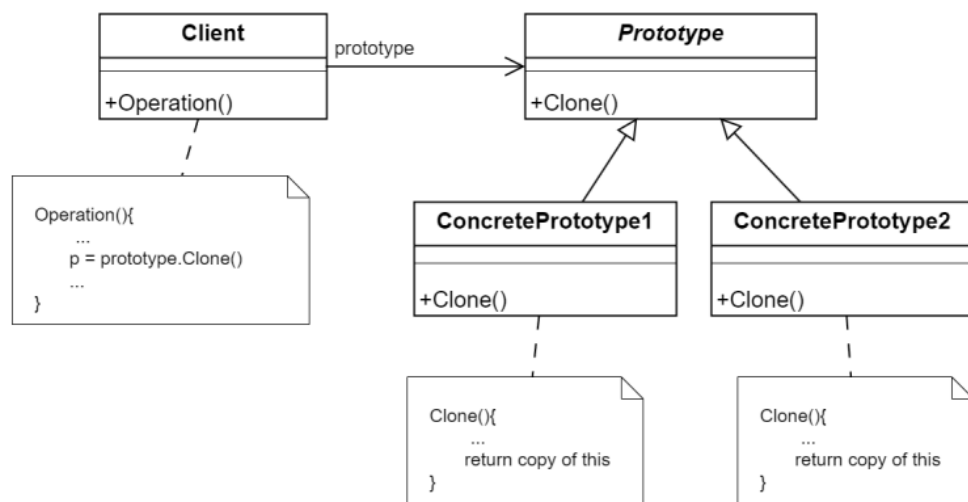 Client
+Operation()
prototype
Prototype
+Clone()
Operation(){
...
p = prototype.Clone()
...
}
ConcretePrototype1
+Clone()
ConcretePrototype2
+Clone()
Clone(){
...
return copy of this
}
Clone(){
...
return copy of this
}